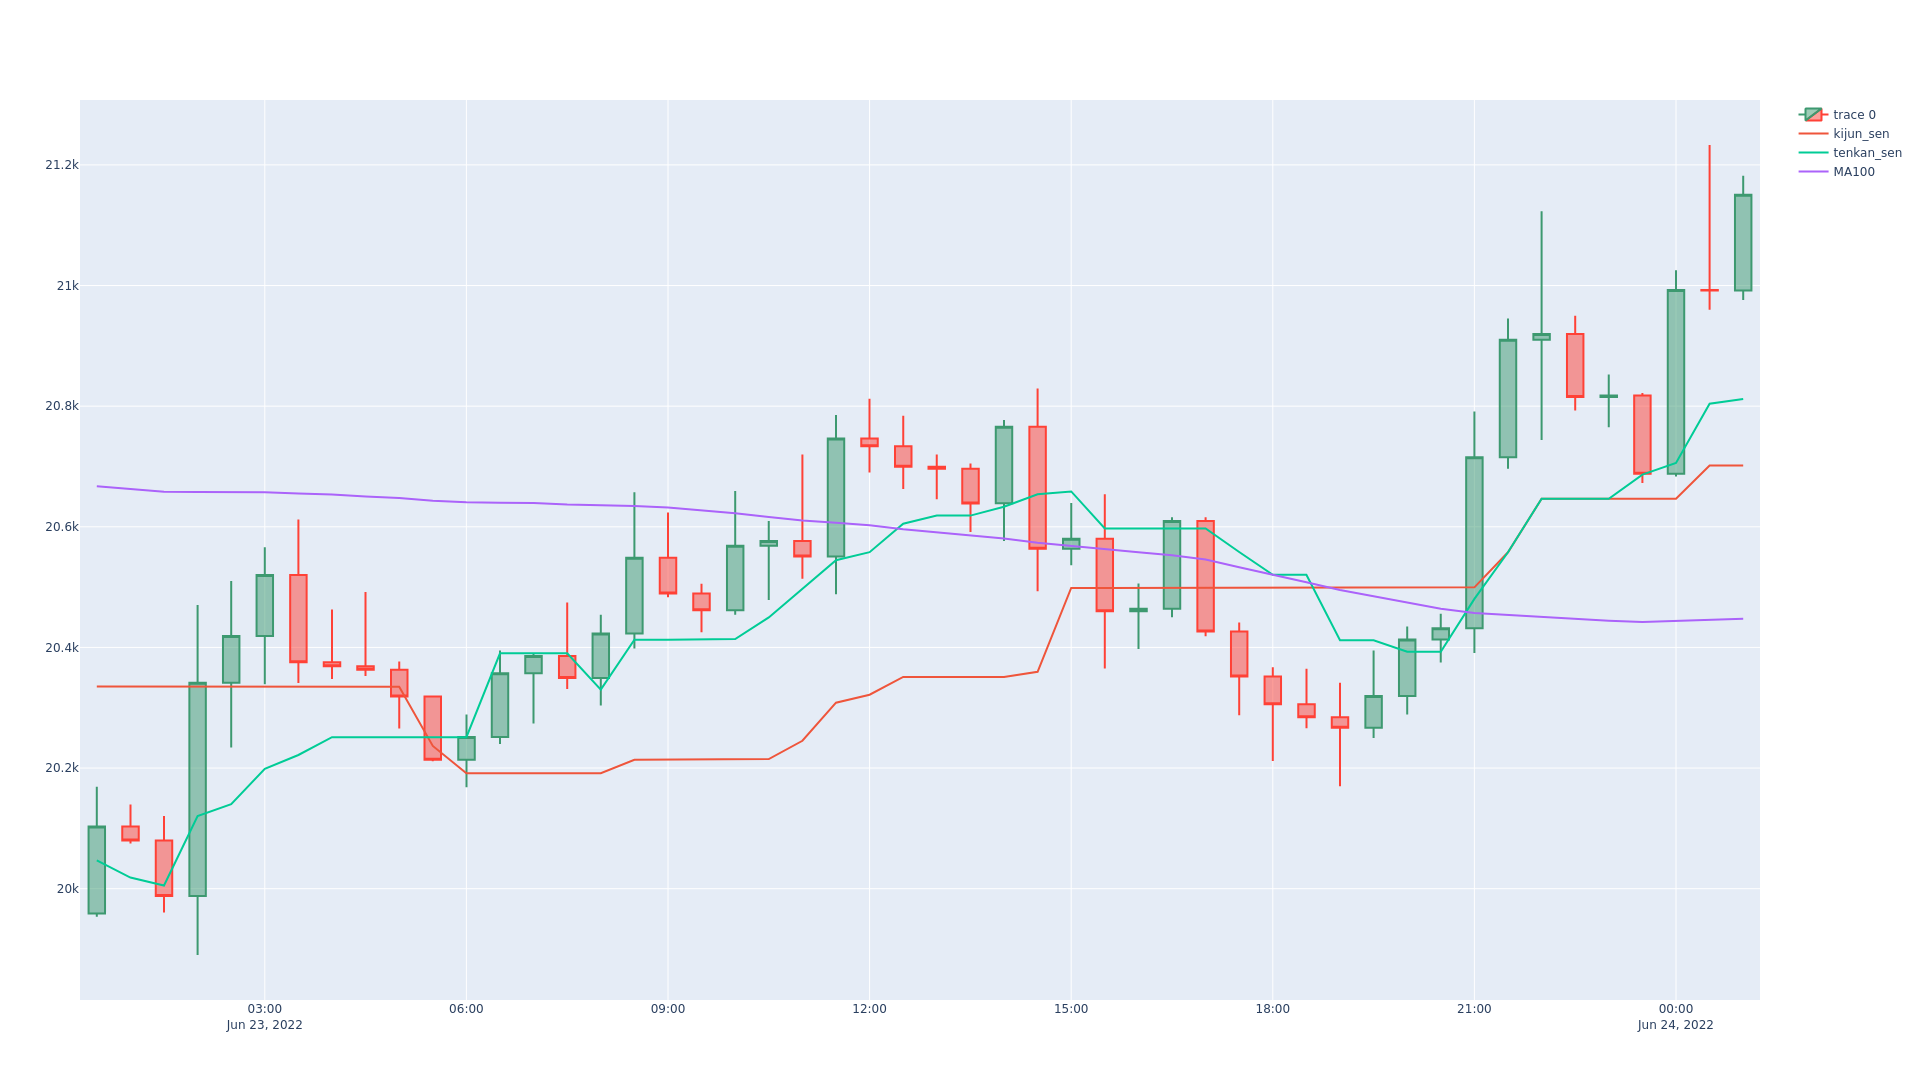 trace 0
kijun_sen
tenkan_sen
MA100
21.2k
21k
20.8k
20.6k
20.4k
20.2k
20k
03:00 06:00 09:00 12:00 15:00 18:00 21:00 00:00
Jun 23, 2022 Jun 24, 2022